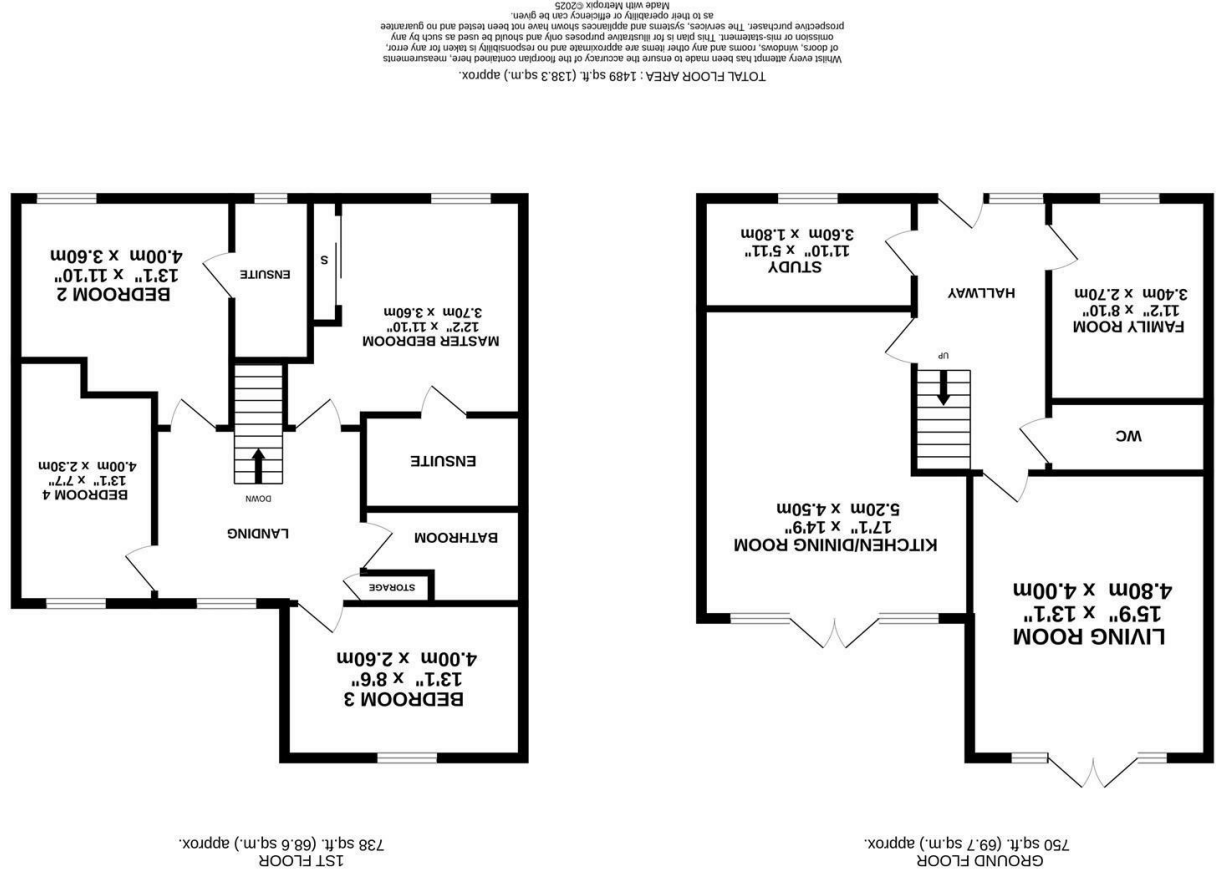 GROUND FLOOR
750 sq.ft. (69.7 sq.m.) approx.
1ST FLOOR
738 sq.ft. (68.6 sq.m.) approx.
LIVING ROOM
15'9" x 13'1"
4.80m x 4.00m
KITCHEN/DINING ROOM
17'1" x 14'9"
5.20m x 4.50m
WC
UP
FAMILY ROOM
11'2" x 8'10"
3.40m x 2.70m
HALLWAY
STUDY
11'10" x 5'11"
3.60m x 1.80m
BEDROOM 3
13'1" x 8'6"
4.00m x 2.60m
STORAGE
BATHROOM
LANDING
DOWN
BEDROOM 4
13'1" x 7'7"
4.00m x 2.30m
ENSUITE
MASTER BEDROOM
12'2" x 11'10"
3.70m x 3.60m
S
ENSUITE
BEDROOM 2
13'1" x 11'10"
4.00m x 3.60m
TOTAL FLOOR AREA : 1489 sq.ft. (138.3 sq.m.) approx.
Whilst every attempt has been made to ensure the accuracy of the floorplan contained here, measurements
of doors, windows, rooms and any other items are approximate and no responsibility is taken for any error,
omission or mis-statement. This plan is for illustrative purposes only and should be used as such by any
prospective purchaser. The services, systems and appliances shown have not been tested and no guarantee
as to their operability or efficiency can be given.
Made with Metropix ©2025